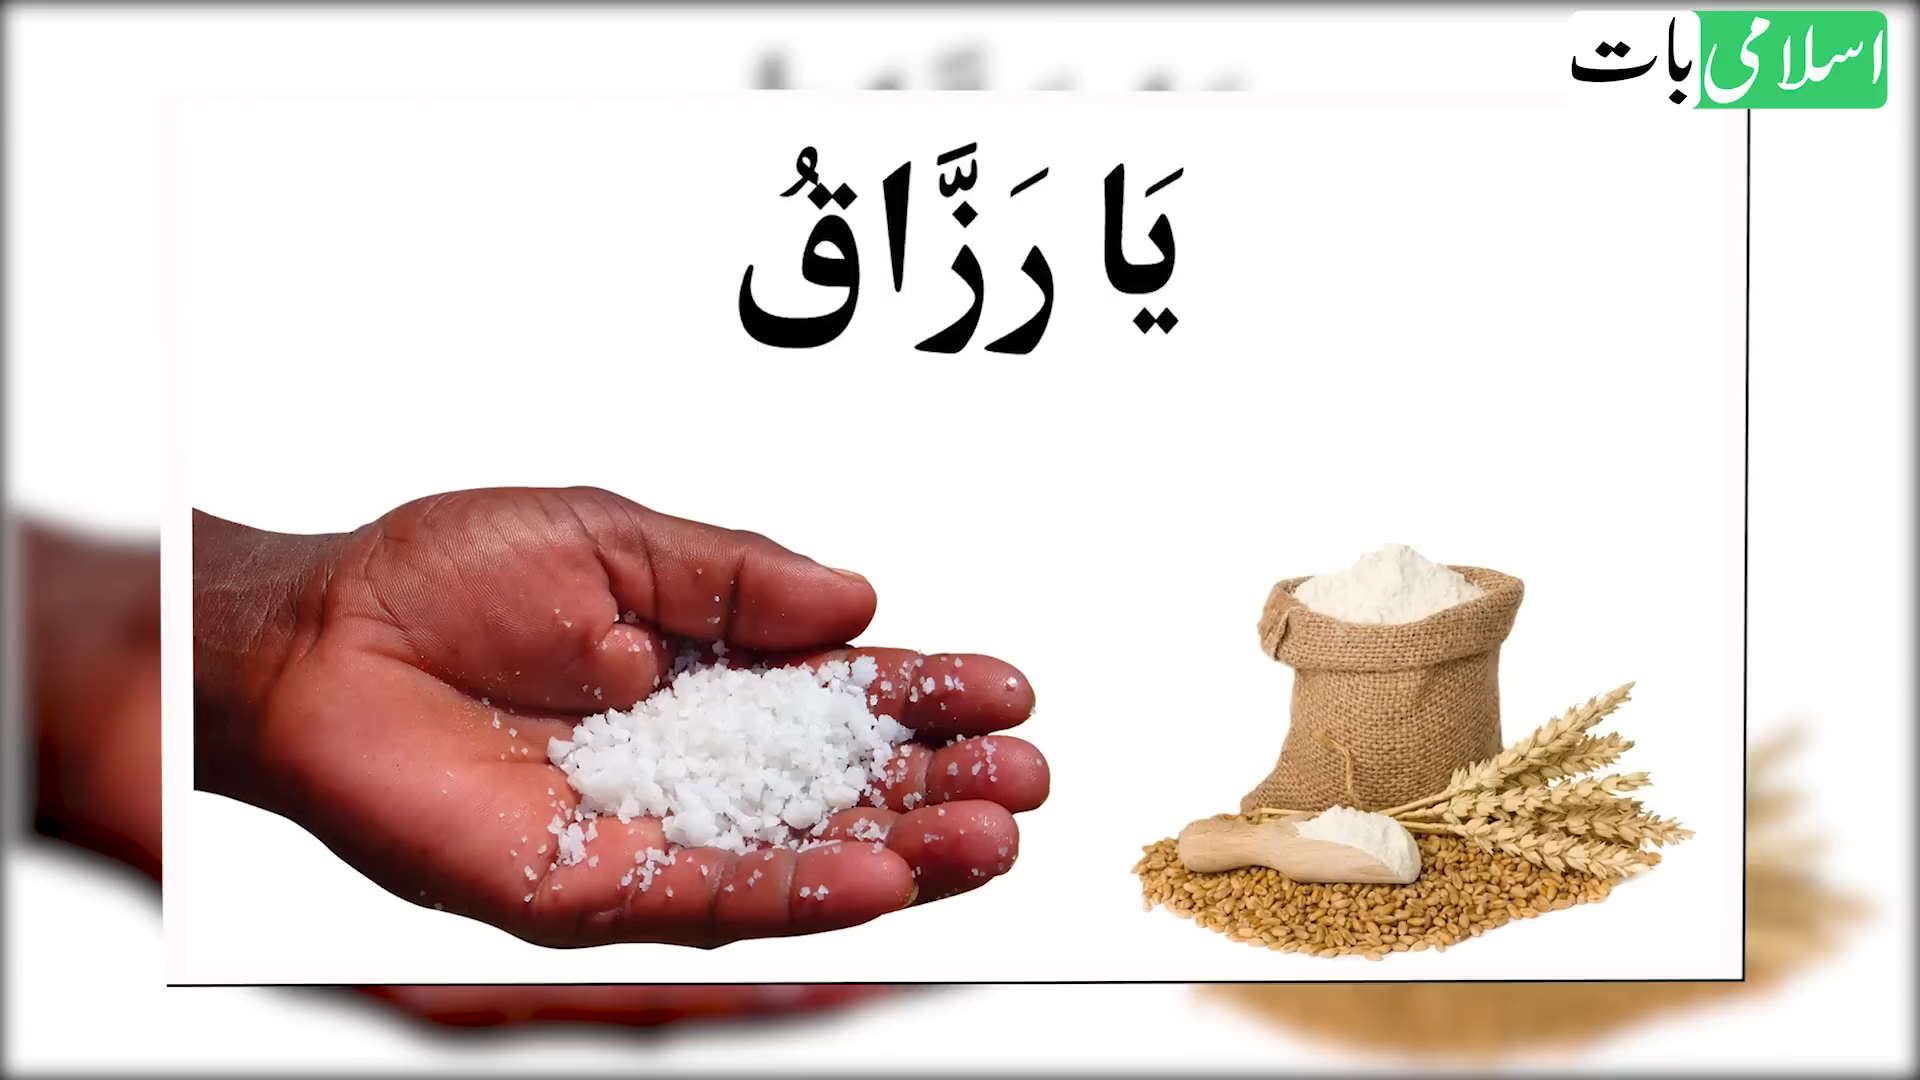 اسلامی بات
یَا رَزَّاقُ